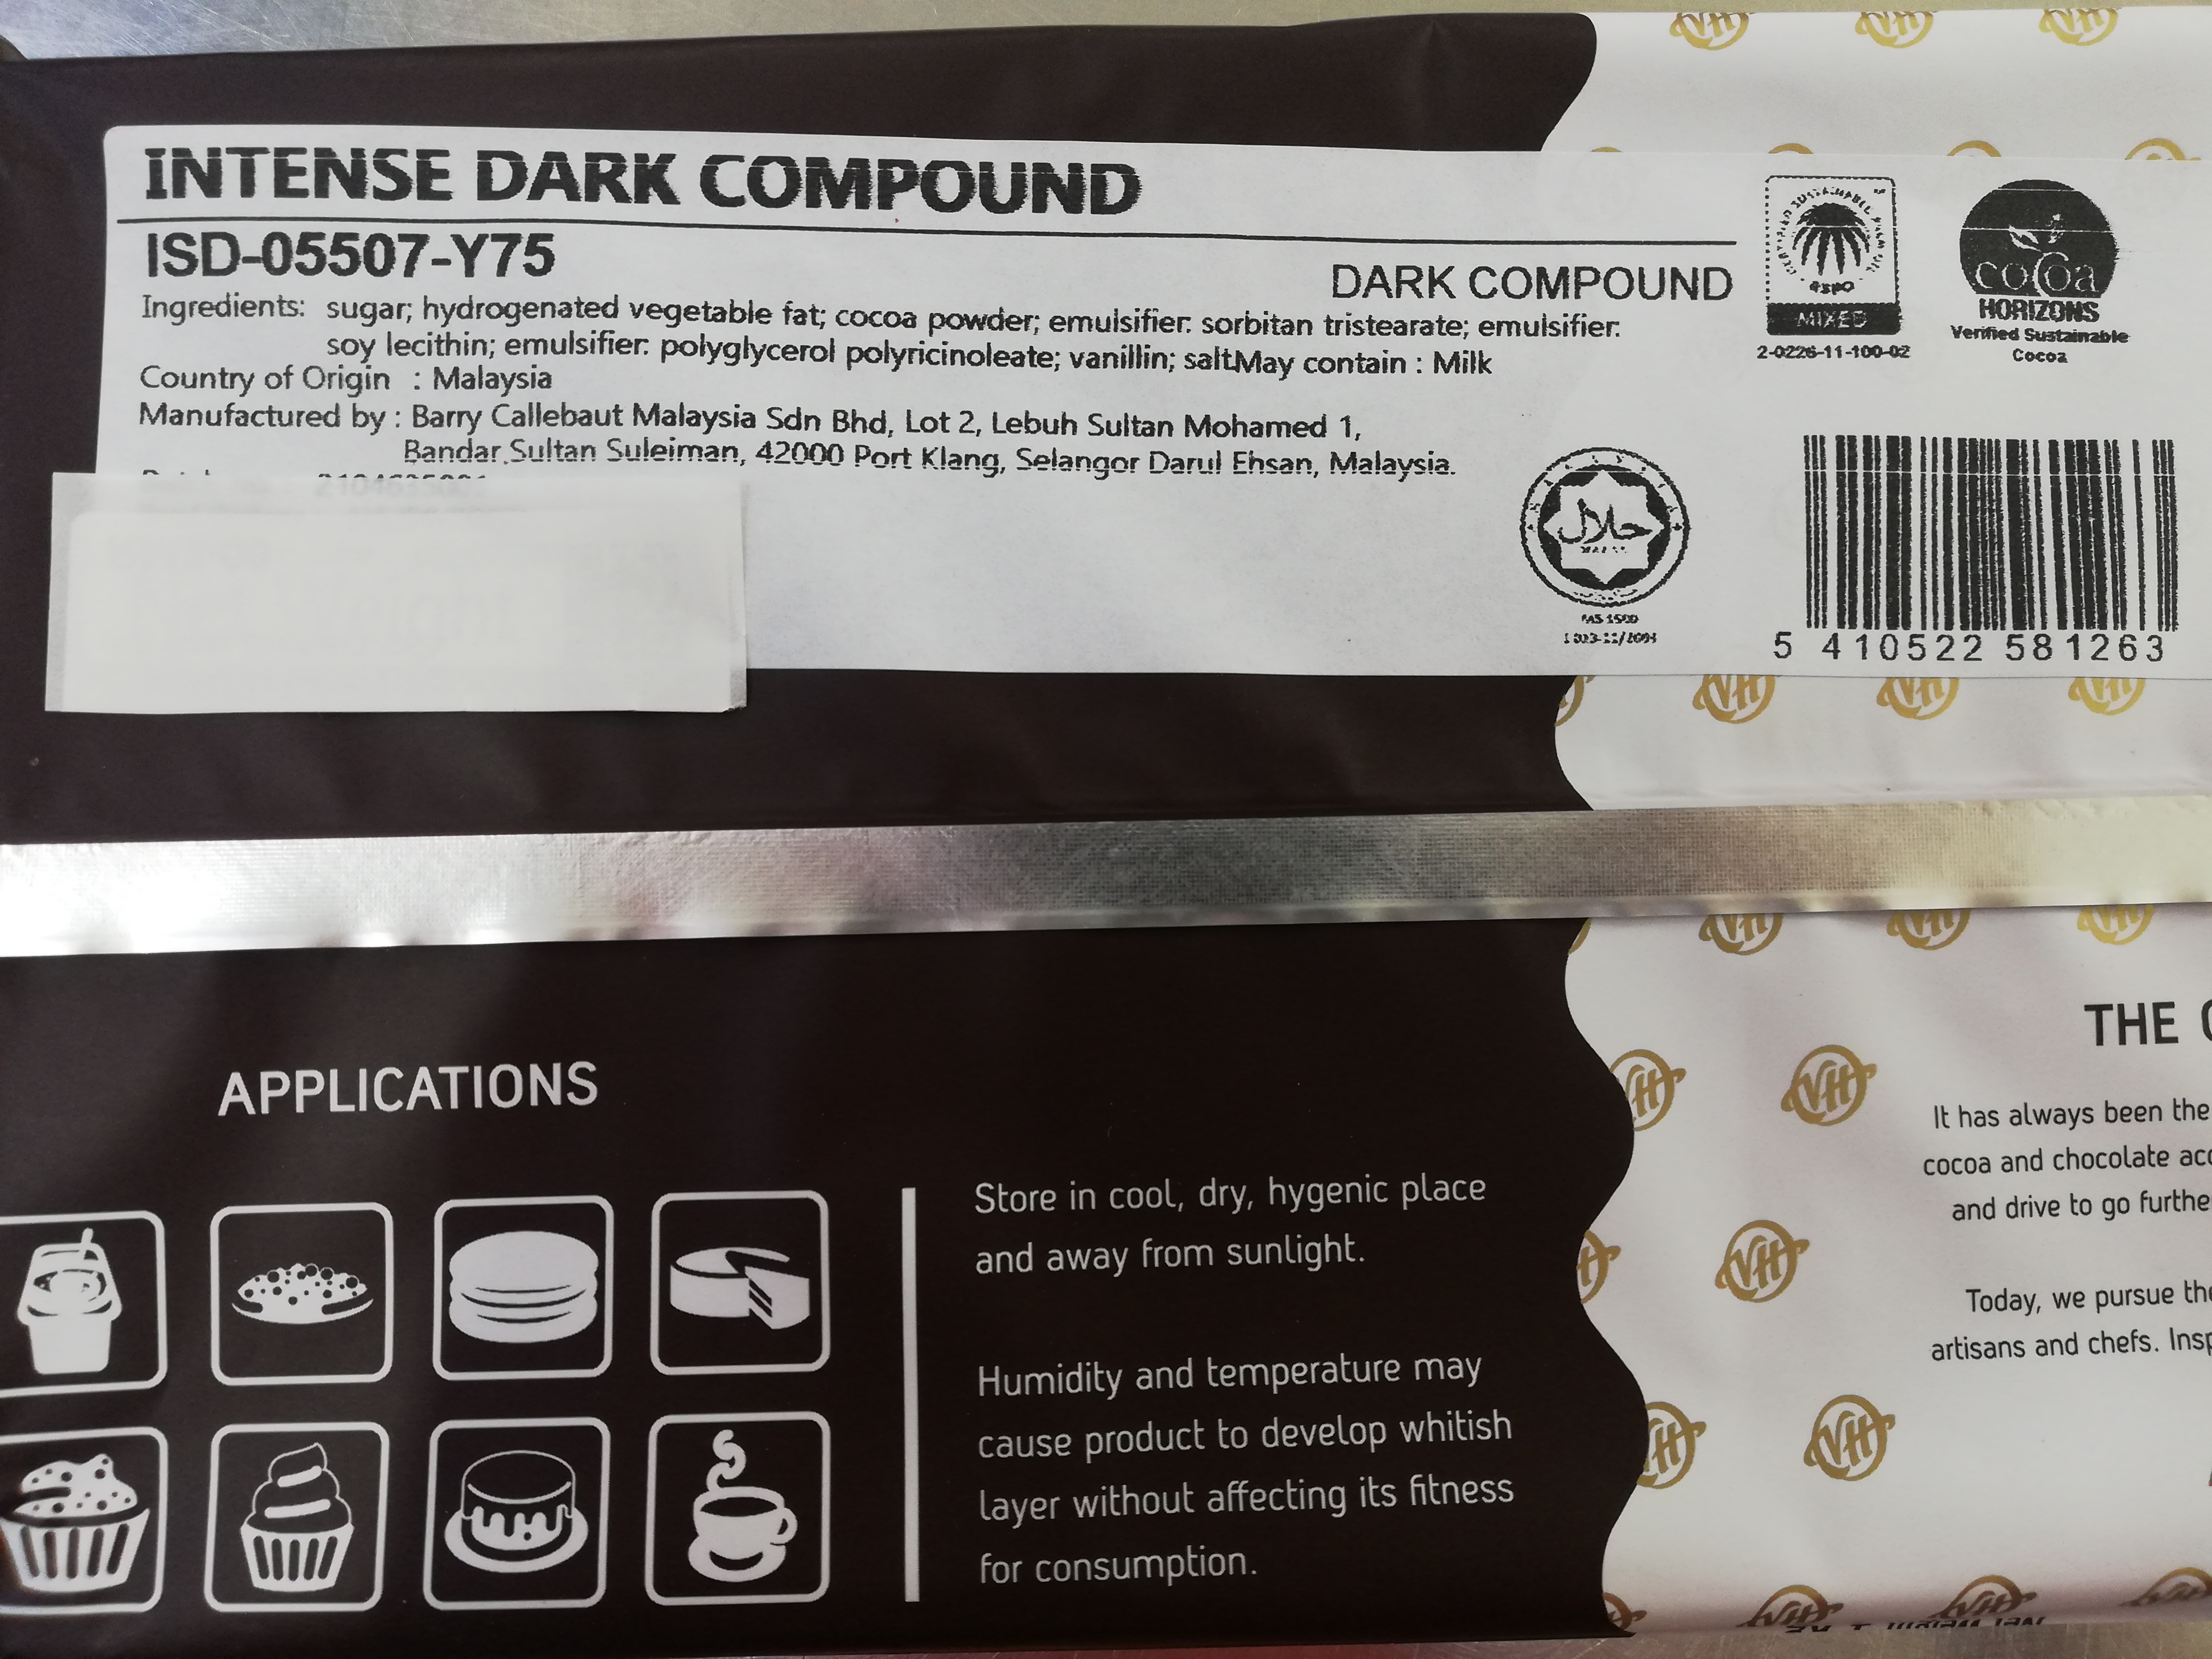 INTENSE DARK COMPOUND
ISD-05507-Y75
DARK COMPOUND
Ingredients: sugar; hydrogenated vegetable fat; cocoa powder; emulsifier: sorbitan tristearate; emulsifier:
soy lecithin; emulsifier: polyglycerol polyricinoleate; vanillin; saltMay contain : Milk
Country of Origin : Malaysia
Manufactured by : Barry Callebaut Malaysia Sdn Bhd, Lot 2, Lebuh Sultan Mohamed 1,
Bandar Sultan Suleiman, 42000 Port Klang, Selangor Darul Ehsan, Malaysia.
RSPO
MIXED
2-0226-11-100-02
cocoa
HORIZONS
Verified Sustainable
Cocoa
حلال
MS 1500
5 410522 581263
APPLICATIONS
Store in cool, dry, hygenic place
and away from sunlight.
Humidity and temperature may
cause product to develop whitish
layer without affecting its fitness
for consumption.
THE
It has always been the
cocoa and chocolate
and drive to go
Today, we pursue
artisans and chefs.
VH